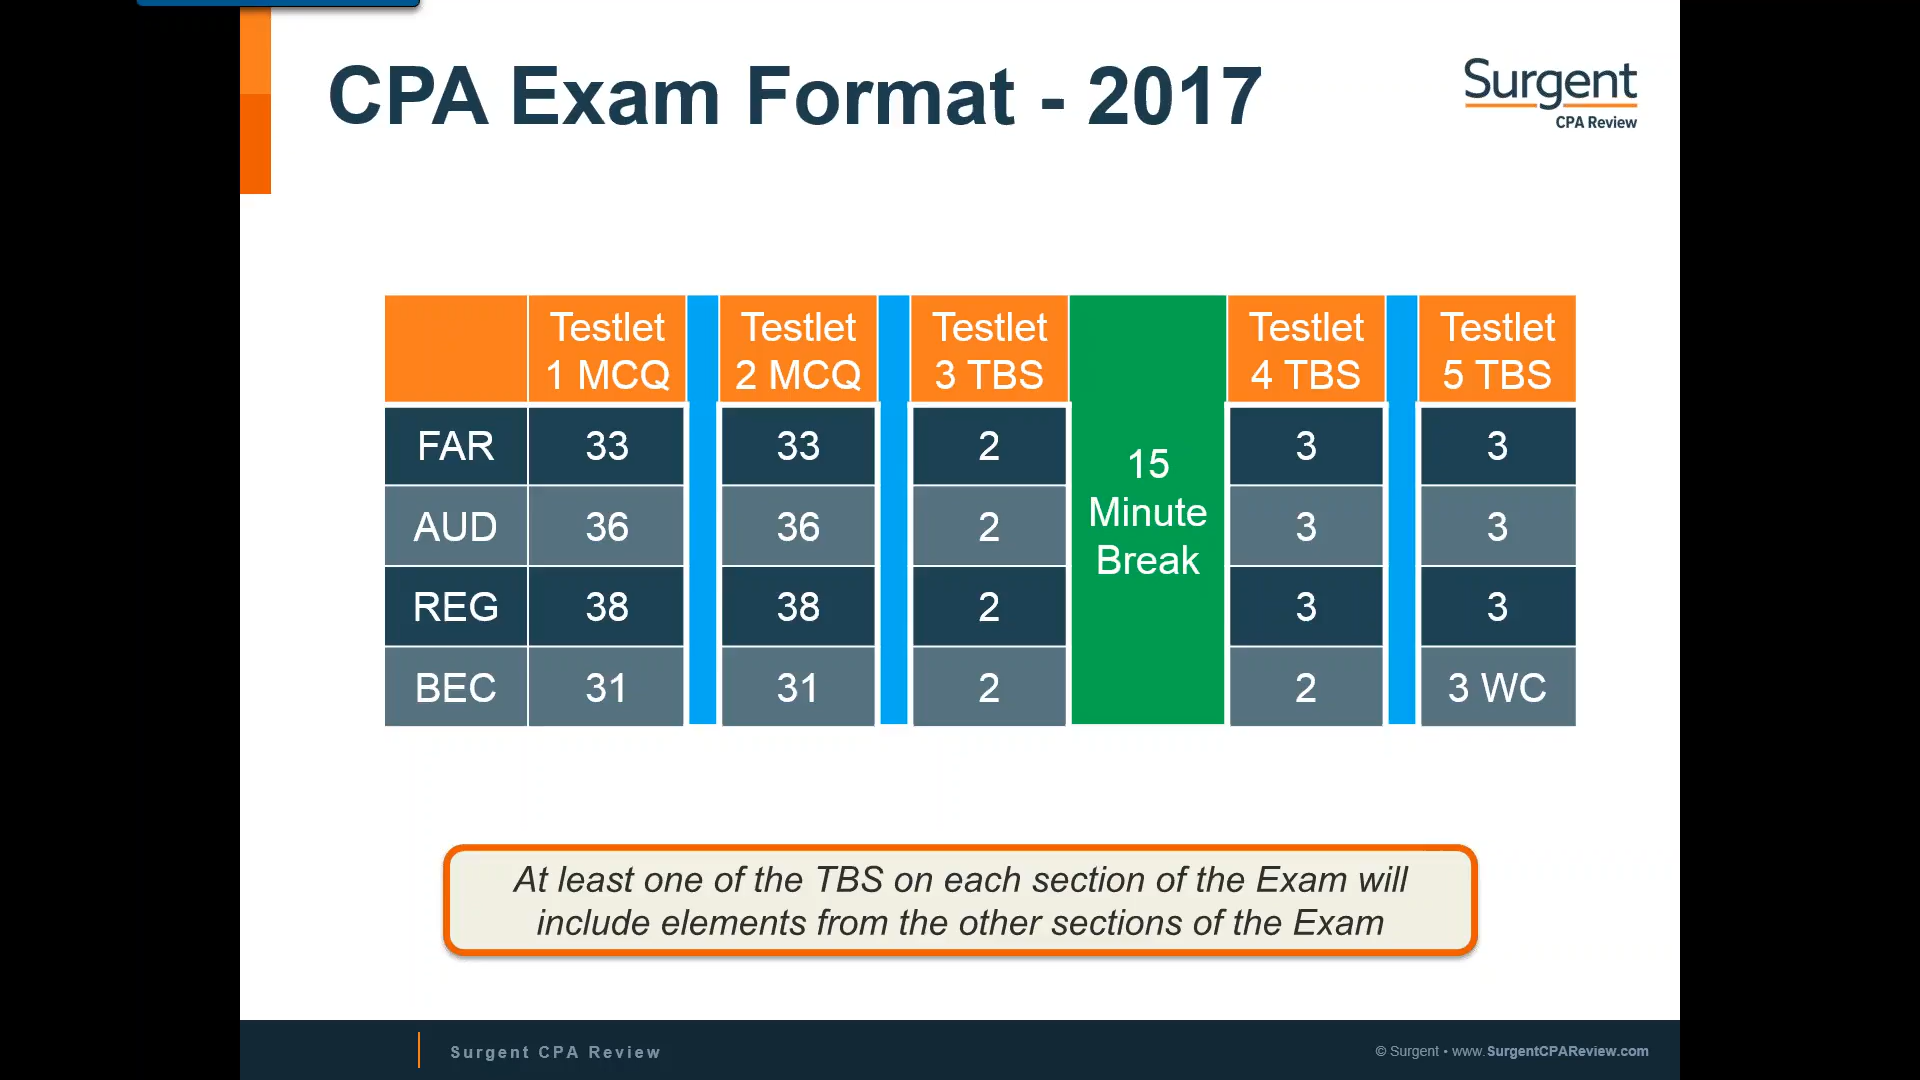 CPA Exam Format - 2017
Surgent
CPA Review
Testlet 1 MCQ Testlet 2 MCQ Testlet 3 TBS Testlet 4 TBS Testlet 5 TBS
FAR 33 33 2 3 3
15 Minute Break
AUD 36 36 2 3 3
REG 38 38 2 3 3
BEC 31 31 2 2 3 WC
At least one of the TBS on each section of the Exam will
include elements from the other sections of the Exam
Surgent CPA Review
© Surgent • www.SurgentCPAReview.com